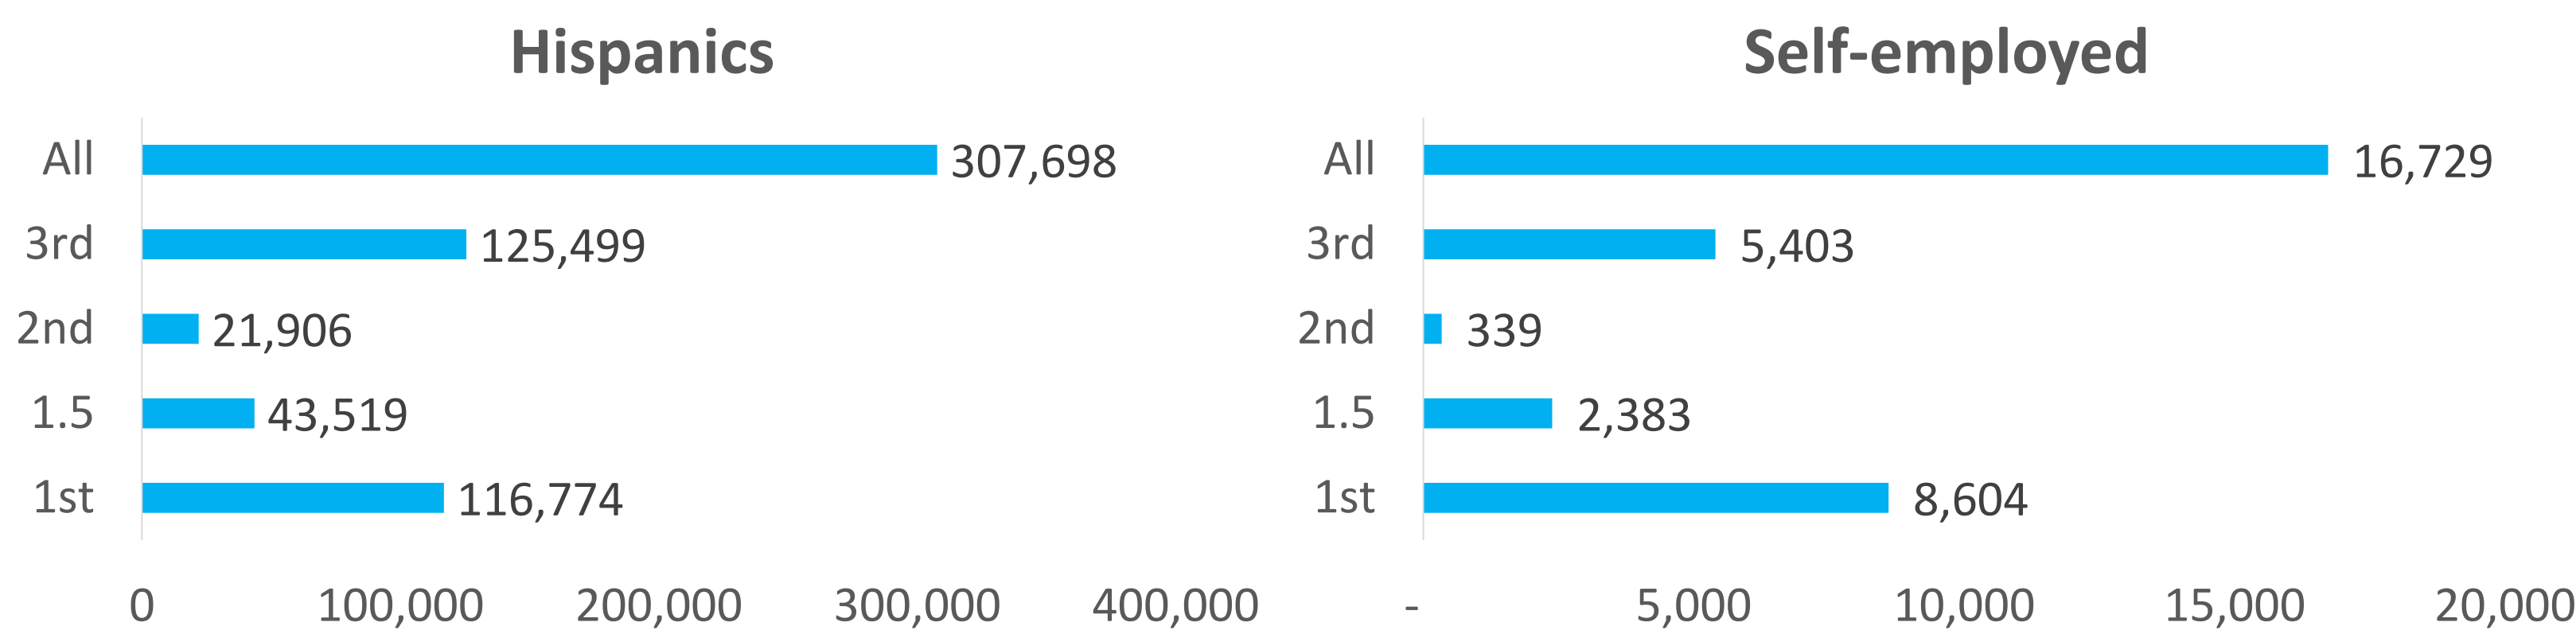 Hispanics
All 307,698
3rd 125,499
2nd 21,906
1.5 43,519
1st 116,774
0 100,000 200,000 300,000 400,000
Self-employed
All 16,729
3rd 5,403
2nd 339
1.5 2,383
1st 8,604
- 5,000 10,000 15,000 20,000